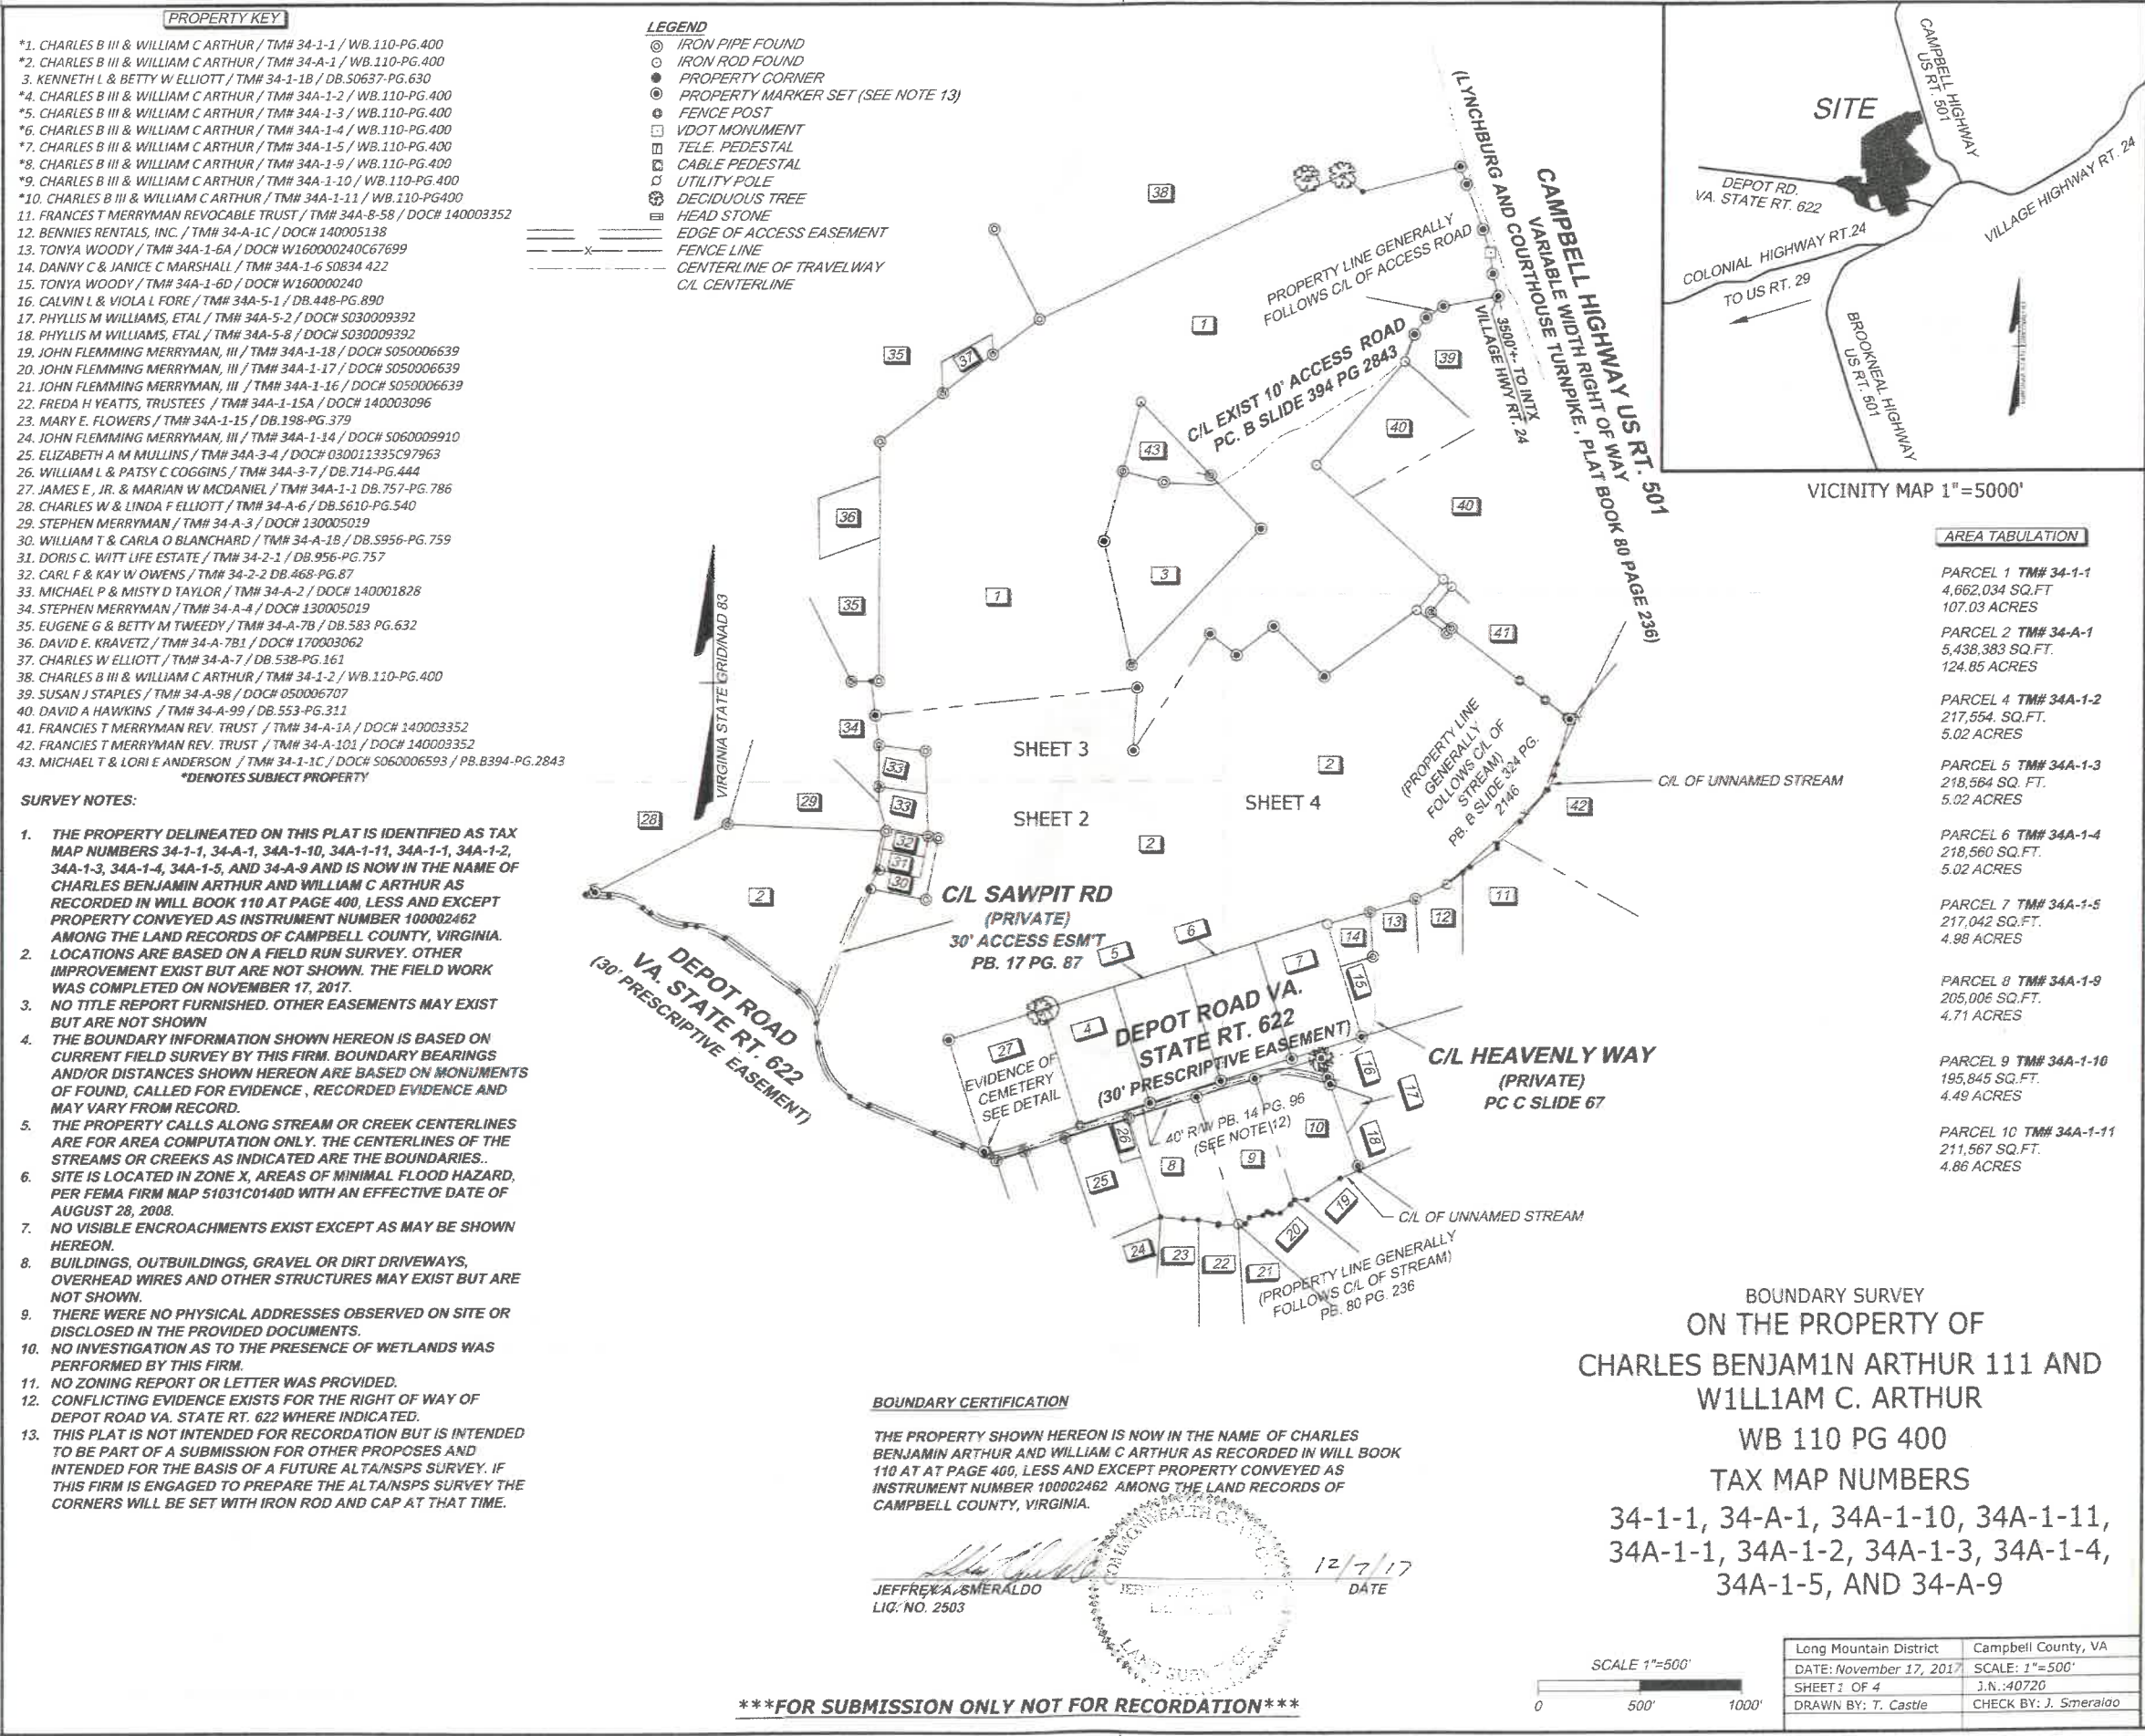 PROPERTY KEY
*1. CHARLES B III & WILLIAM C ARTHUR / TM# 34-1-1 / WB.110-PG.400
*2. CHARLES B III & WILLIAM C ARTHUR / TM# 34-A-1 / WB.110-PG.400
3. KENNETH L & BETTY W ELLIOTT / TM# 34-1-1B / DB.S0637-PG.630
*4. CHARLES B III & WILLIAM C ARTHUR / TM# 34A-1-2 / WB.110-PG.400
*5. CHARLES B III & WILLIAM C ARTHUR / TM# 34A-1-3 / WB.110-PG.400
*6. CHARLES B III & WILLIAM C ARTHUR / TM# 34A-1-4 / WB.110-PG.400
*7. CHARLES B III & WILLIAM C ARTHUR / TM# 34A-1-5 / WB.110-PG.400
*8. CHARLES B III & WILLIAM C ARTHUR / TM# 34A-1-9 / WB.110-PG.400
*9. CHARLES B III & WILLIAM C ARTHUR / TM# 34A-1-10 / WB.110-PG.400
*10. CHARLES B III & WILLIAM C ARTHUR / TM# 34A-1-11 / WB.110-PG400
11. FRANCES T MERRYMAN REVOCABLE TRUST / TM# 34A-8-58 / DOC# 140003352
12. BENNIES RENTALS, INC. / TM# 34-A-1C / DOC# 140005138
13. TONYA WOODY / TM# 34A-1-6A / DOC# W160000240C67699
14. DANNY C & JANICE C MARSHALL / TM# 34A-1-6 S0834 422
15. TONYA WOODY / TM# 34A-1-6D / DOC# W160000240
16. CALVIN L & VIOLA L FORE / TM# 34A-5-1 / DB.448-PG.890
17. PHYLLIS M WILLIAMS, ETAL / TM# 34A-5-2 / DOC# S030009392
18. PHYLLIS M WILLIAMS, ETAL / TM# 34A-5-8 / DOC# S030009392
19. JOHN FLEMMING MERRYMAN, III / TM# 34A-1-18 / DOC# S050006639
20. JOHN FLEMMING MERRYMAN, III / TM# 34A-1-17 / DOC# S050006639
21. JOHN FLEMMING MERRYMAN, III / TM# 34A-1-16 / DOC# S050006639
22. FREDA H YEATTS, TRUSTEES / TM# 34A-1-15A / DOC# 140003096
23. MARY E. FLOWERS / TM# 34A-1-15 / DB.198-PG.379
24. JOHN FLEMMING MERRYMAN, III / TM# 34A-1-14 / DOC# S060009910
25. ELIZABETH A M MULLINS / TM# 34A-3-4 / DOC# 030011335C97963
26. WILLIAM L & PATSY C COGGINS / TM# 34A-3-7 / DB.714-PG.444
27. JAMES E, JR. & MARIAN W MCDANIEL / TM# 34A-1-1 DB.757-PG.786
28. CHARLES W & LINDA F ELLIOTT / TM# 34-A-6 / DB.S610-PG.540
29. STEPHEN MERRYMAN / TM# 34-A-3 / DOC# 130005019
30. WILLIAM T & CARLA O BLANCHARD / TM# 34-A-1B / DB.S956-PG.759
31. DORIS C. WITT LIFE ESTATE / TM# 34-2-1 / DB.956-PG.757
32. CARL F & KAY W OWENS / TM# 34-2-2 DB.468-PG.87
33. MICHAEL P & MISTY D TAYLOR / TM# 34-A-2 / DOC# 140001828
34. STEPHEN MERRYMAN / TM# 34-A-4 / DOC# 130005019
35. EUGENE G & BETTY M TWEEDY / TM# 34-A-7B / DB.583 PG.632
36. DAVID E. KRAVETZ / TM# 34-A-7B1 / DOC# 170003062
37. CHARLES W ELLIOTT / TM# 34-A-7 / DB.538-PG.161
38. CHARLES B III & WILLIAM C ARTHUR / TM# 34-1-2 / WB.110-PG.400
39. SUSAN J STAPLES / TM# 34-A-98 / DOC# 050006707
40. DAVID A HAWKINS / TM# 34-A-99 / DB.553-PG.311
41. FRANCIES T MERRYMAN REV. TRUST / TM# 34-A-1A / DOC# 140003352
42. FRANCIES T MERRYMAN REV. TRUST / TM# 34-A-101 / DOC# 140003352
43. MICHAEL T & LORI E ANDERSON / TM# 34-1-1C / DOC# S060006593 / PB.B394-PG.2843
*DENOTES SUBJECT PROPERTY
SURVEY NOTES:
1. THE PROPERTY DELINEATED ON THIS PLAT IS IDENTIFIED AS TAX
MAP NUMBERS 34-1-1, 34-A-1, 34A-1-10, 34A-1-11, 34A-1-1, 34A-1-2,
34A-1-3, 34A-1-4, 34A-1-5, AND 34-A-9 AND IS NOW IN THE NAME OF
CHARLES BENJAMIN ARTHUR AND WILLIAM C ARTHUR AS
RECORDED IN WILL BOOK 110 AT PAGE 400, LESS AND EXCEPT
PROPERTY CONVEYED AS INSTRUMENT NUMBER 100002462
AMONG THE LAND RECORDS OF CAMPBELL COUNTY, VIRGINIA.
2. LOCATIONS ARE BASED ON A FIELD RUN SURVEY. OTHER
IMPROVEMENT EXIST BUT ARE NOT SHOWN. THE FIELD WORK
WAS COMPLETED ON NOVEMBER 17, 2017.
3. NO TITLE REPORT FURNISHED. OTHER EASEMENTS MAY EXIST
BUT ARE NOT SHOWN
4. THE BOUNDARY INFORMATION SHOWN HEREON IS BASED ON
CURRENT FIELD SURVEY BY THIS FIRM. BOUNDARY BEARINGS
AND/OR DISTANCES SHOWN HEREON ARE BASED ON MONUMENTS
OF FOUND, CALLED FOR EVIDENCE, RECORDED EVIDENCE AND
MAY VARY FROM RECORD.
5. THE PROPERTY CALLS ALONG STREAM OR CREEK CENTERLINES
ARE FOR AREA COMPUTATION ONLY. THE CENTERLINES OF THE
STREAMS OR CREEKS AS INDICATED ARE THE BOUNDARIES..
6. SITE IS LOCATED IN ZONE X, AREAS OF MINIMAL FLOOD HAZARD,
PER FEMA FIRM MAP 51031C0140D WITH AN EFFECTIVE DATE OF
AUGUST 28, 2008.
7. NO VISIBLE ENCROACHMENTS EXIST EXCEPT AS MAY BE SHOWN
HEREON.
8. BUILDINGS, OUTBUILDINGS, GRAVEL OR DIRT DRIVEWAYS,
OVERHEAD WIRES AND OTHER STRUCTURES MAY EXIST BUT ARE
NOT SHOWN.
9. THERE WERE NO PHYSICAL ADDRESSES OBSERVED ON SITE OR
DISCLOSED IN THE PROVIDED DOCUMENTS.
10. NO INVESTIGATION AS TO THE PRESENCE OF WETLANDS WAS
PERFORMED BY THIS FIRM.
11. NO ZONING REPORT OR LETTER WAS PROVIDED.
12. CONFLICTING EVIDENCE EXISTS FOR THE RIGHT OF WAY OF
DEPOT ROAD VA. STATE RT. 622 WHERE INDICATED.
13. THIS PLAT IS NOT INTENDED FOR RECORDATION BUT IS INTENDED
TO BE PART OF A SUBMISSION FOR OTHER PROPOSES AND
INTENDED FOR THE BASIS OF A FUTURE ALTA/NSPS SURVEY. IF
THIS FIRM IS ENGAGED TO PREPARE THE ALTA/NSPS SURVEY THE
CORNERS WILL BE SET WITH IRON ROD AND CAP AT THAT TIME.
LEGEND
IRON PIPE FOUND
IRON ROD FOUND
PROPERTY CORNER
PROPERTY MARKER SET (SEE NOTE 13)
FENCE POST
VDOT MONUMENT
TELE. PEDESTAL
CABLE PEDESTAL
UTILITY POLE
DECIDUOUS TREE
HEAD STONE
EDGE OF ACCESS EASEMENT
FENCE LINE
CENTERLINE OF TRAVELWAY
C/L CENTERLINE
38
1
35
37
PROPERTY LINE GENERALLY
FOLLOWS C/L OF ACCESS ROAD
C/L EXIST 10' ACCESS ROAD
PC. B SLIDE 394 PG 2843
(LYNCHBURG AND COURTHOUSE TURNPIKE, PLAT BOOK 80 PAGE 236)
CAMPBELL HIGHWAY US RT. 501
VARIABLE WIDTH RIGHT OF WAY
3500'+- TO INTX
VILLAGE HWY RT. 24
39
40
43
40
36
3
1
35
41
VIRGINIA STATE GRID/NAD 83
34
SHEET 3
33
2
(PROPERTY LINE
GENERALLY
FOLLOWS C/L OF
STREAM)
PB. B SLIDE 324 PG.
2146
C/L OF UNNAMED STREAM
29
33
SHEET 4
42
28
SHEET 2
32
2
31
30
2
11
C/L SAWPIT RD
(PRIVATE)
30' ACCESS ESM'T
PB. 17 PG. 87
12
13
14
6
5
7
15
DEPOT ROAD
VA. STATE RT. 622
(30' PRESCRIPTIVE EASEMENT)
4
DEPOT ROAD VA.
STATE RT. 622
(30' PRESCRIPTIVE EASEMENT)
27
EVIDENCE OF
CEMETERY
SEE DETAIL
C/L HEAVENLY WAY
(PRIVATE)
PC C SLIDE 67
16
17
40' R/W PB. 14 PG. 96
(SEE NOTE 12)
10
26
18
8
9
25
19
C/L OF UNNAMED STREAM
20
24
23
22
21
(PROPERTY LINE GENERALLY
FOLLOWS C/L OF STREAM)
PB. 80 PG. 236
CAMPBELL HIGHWAY
US RT. 501
SITE
DEPOT RD.
VA. STATE RT. 622
VILLAGE HIGHWAY RT. 24
COLONIAL HIGHWAY RT.24
TO US RT. 29
BROOKNEAL HIGHWAY
US RT. 501
VICINITY MAP 1"=5000'
AREA TABULATION
PARCEL 1 TM# 34-1-1
4,662,034 SQ.FT
107.03 ACRES
PARCEL 2 TM# 34-A-1
5,438,383 SQ.FT.
124.85 ACRES
PARCEL 4 TM# 34A-1-2
217,554. SQ.FT.
5.02 ACRES
PARCEL 5 TM# 34A-1-3
218,564 SQ. FT.
5.02 ACRES
PARCEL 6 TM# 34A-1-4
218,560 SQ.FT.
5.02 ACRES
PARCEL 7 TM# 34A-1-5
217,042 SQ.FT.
4.98 ACRES
PARCEL 8 TM# 34A-1-9
205,006 SQ.FT.
4.71 ACRES
PARCEL 9 TM# 34A-1-10
195,845 SQ.FT.
4.49 ACRES
PARCEL 10 TM# 34A-1-11
211,567 SQ.FT.
4.86 ACRES
BOUNDARY SURVEY
ON THE PROPERTY OF
CHARLES BENJAM1N ARTHUR 111 AND
W1LL1AM C. ARTHUR
WB 110 PG 400
TAX MAP NUMBERS
34-1-1, 34-A-1, 34A-1-10, 34A-1-11,
34A-1-1, 34A-1-2, 34A-1-3, 34A-1-4,
34A-1-5, AND 34-A-9
BOUNDARY CERTIFICATION
THE PROPERTY SHOWN HEREON IS NOW IN THE NAME OF CHARLES
BENJAMIN ARTHUR AND WILLIAM C ARTHUR AS RECORDED IN WILL BOOK
110 AT AT PAGE 400, LESS AND EXCEPT PROPERTY CONVEYED AS
INSTRUMENT NUMBER 100002462 AMONG THE LAND RECORDS OF
CAMPBELL COUNTY, VIRGINIA.
COMMONWEALTH OF
LAND
12/7/17
JEFFREY A. SMERALDO
DATE
LIC. NO. 2503
***FOR SUBMISSION ONLY NOT FOR RECORDATION***
SCALE 1"=500'
0 500' 1000'
Long Mountain District Campbell County, VA
DATE: November 17, 2017 SCALE: 1"=500'
SHEET 1 OF 4 J.N.:40720
DRAWN BY: T. Castle CHECK BY: J. Smeraldo